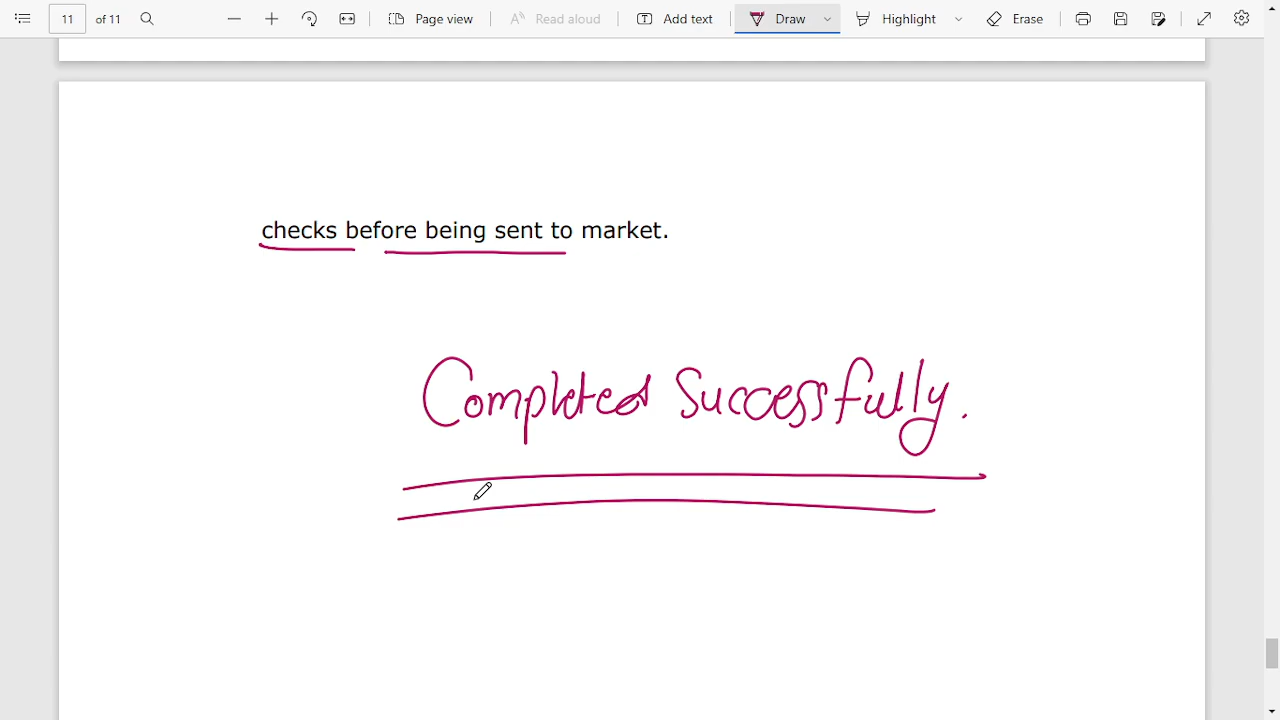 11 of 11 Page view Read aloud Add text Draw Highlight Erase
checks before being sent to market.
Completed Successfully.